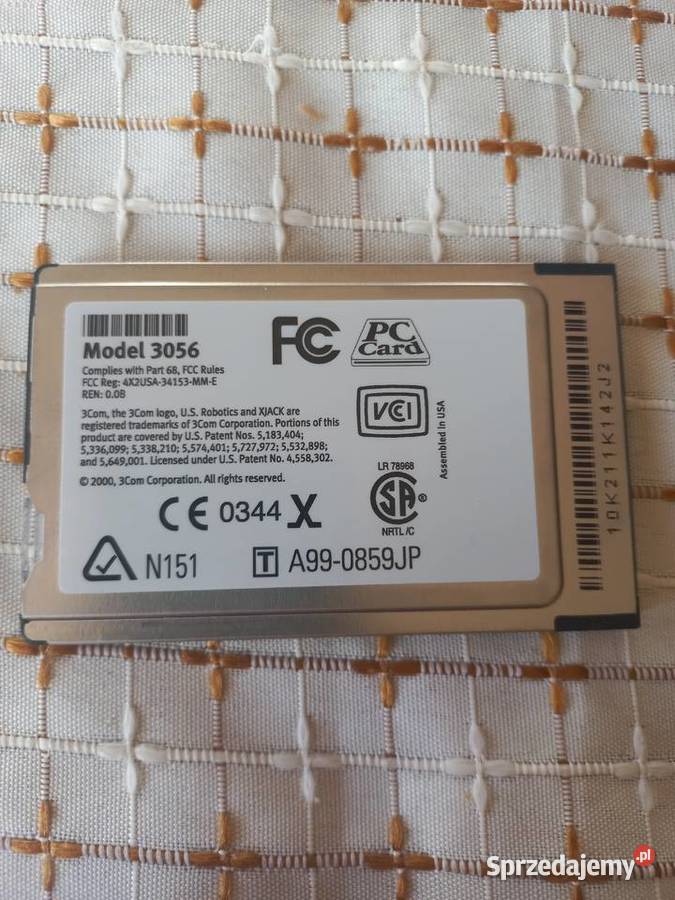 Model 3056
Complies with Part 68, FCC Rules
FCC Reg: 4X2USA-34153-MM-E
REN: 0.0B
3Com, the 3Com logo, U.S. Robotics and XJACK are
registered trademarks of 3Com Corporation. Portions of this
product are covered by U.S. Patent Nos. 5,183,404;
5,336,099; 5,338,210; 5,574,401; 5,727,972; 5,532,898;
and 5,649,001. Licensed under U.S. Patent No. 4,558,302.
© 2000, 3Com Corporation. All rights reserved.
CE 0344 X
N151
T A99-0859JP
FC
PC
Card
VCI
Assembled in USA
LR 78968
SA®
NRTL /C
10K211K142J2
Sprzedajemy.pl